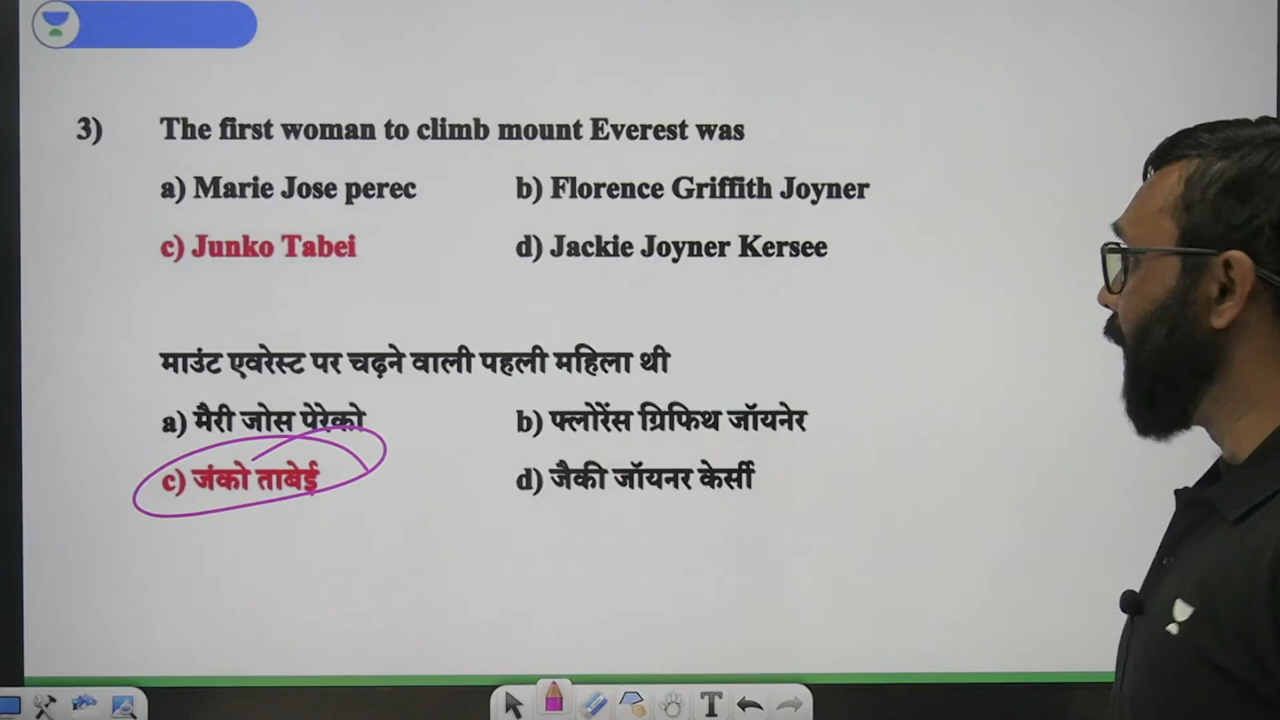 3) The first woman to climb mount Everest was
a) Marie Jose perec b) Florence Griffith Joyner
c) Junko Tabei d) Jackie Joyner Kersee
माउंट एवरेस्ट पर चढ़ने वाली पहली महिला थी
a) मैरी जोस पेरेको b) फ्लोरेंस ग्रिफिथ जॉयनेर
c) जंको ताबेई d) जैकी जॉयनर केर्सी
T